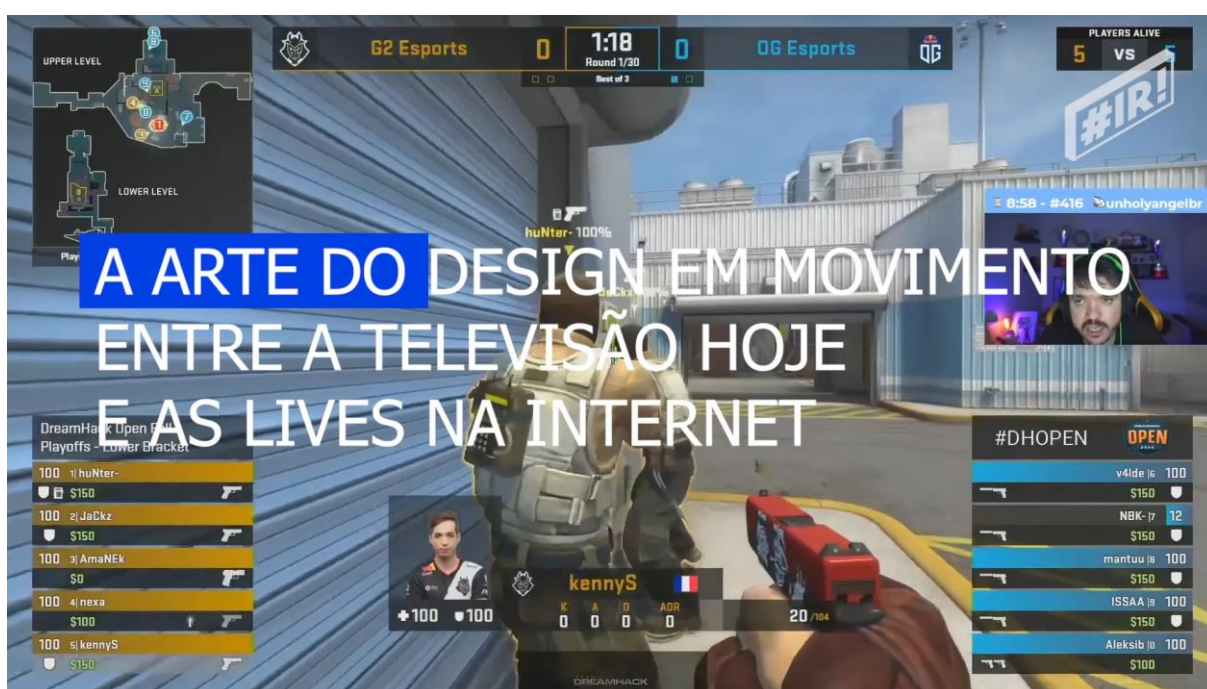 UPPER LEVEL
LOWER LEVEL
G2 Esports 0 1:18 0 OG Esports OG
Round 1/30
Best of 3
PLAYERS ALIVE
5 VS 5
#IR!
8:58 - #416 unholyangelbr
huNter- 100%
JaCkz
A ARTE DO DESIGN EM MOVIMENTO
ENTRE A TELEVISÃO HOJE
E AS LIVES NA INTERNET
DreamHack Open
Playoffs - Lower Bracket
100 1| huNter-
$150
100 2| JaCkz
$150
100 3| AmaNEk
$0
100 4| nexa
$100
100 5| kennyS
$150
kennyS
K A D ADR
0 0 0 0
100 100
20 /104
DREAMHACK
#DHOPEN OPEN
v4lde |6 100
$150
NBK- |7 12
$150
mantuu |8 100
$150
ISSAA |9 100
$150
Aleksib |0 100
$100